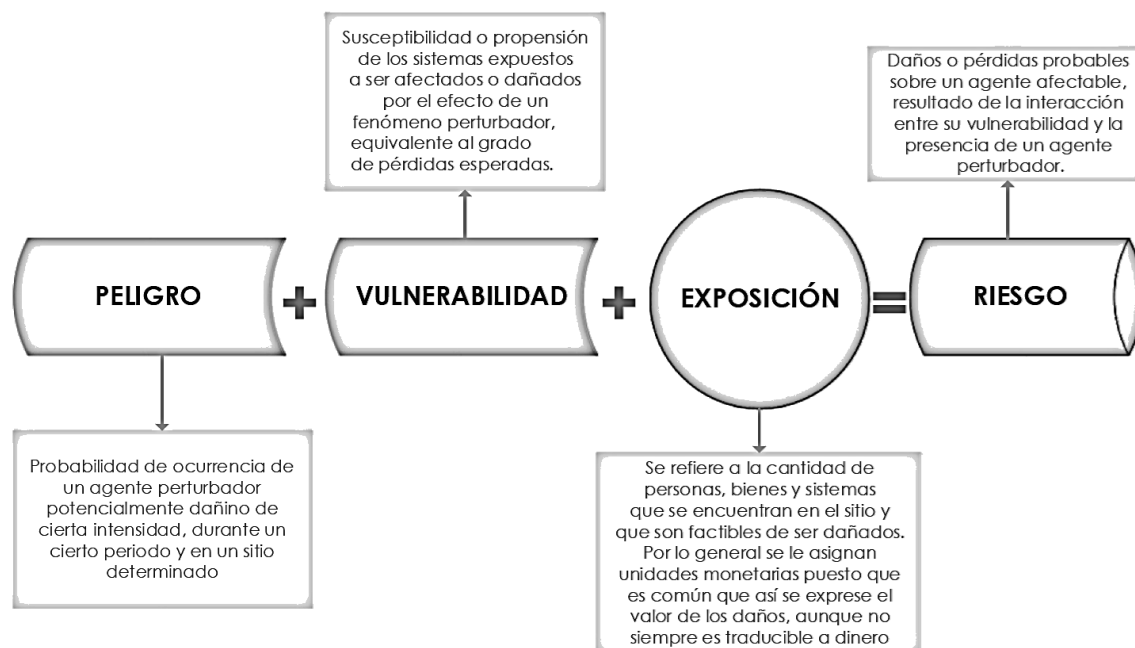 Susceptibilidad o propensión
de los sistemas expuestos
a ser afectados o dañados
por el efecto de un
fenómeno perturbador,
equivalente al grado
de pérdidas esperadas.
Daños o pérdidas probables
sobre un agente afectable,
resultado de la interacción
entre su vulnerabilidad y la
presencia de un agente
perturbador.
PELIGRO + VULNERABILIDAD + EXPOSICIÓN = RIESGO
Probabilidad de ocurrencia de
un agente perturbador
potencialmente dañino de
cierta intensidad, durante un
cierto periodo y en un sitio
determinado
Se refiere a la cantidad de
personas, bienes y sistemas
que se encuentran en el sitio y
que son factibles de ser dañados.
Por lo general se le asignan
unidades monetarias puesto que
es común que así se exprese el
valor de los daños, aunque no
siempre es traducible a dinero